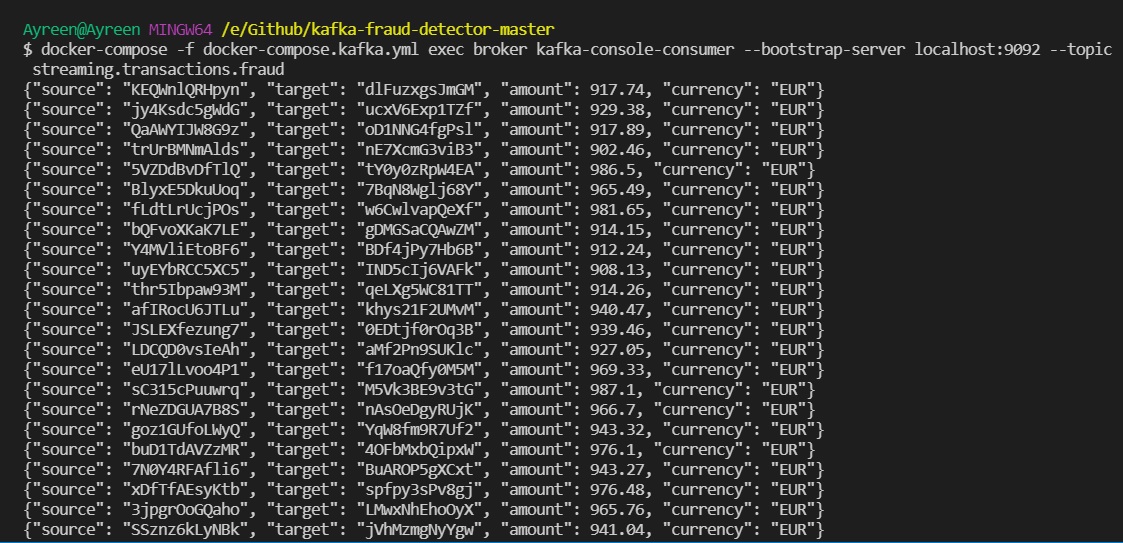 Ayreen@Ayreen MINGW64 /e/Github/kafka-fraud-detector-master
$ docker-compose -f docker-compose.kafka.yml exec broker kafka-console-consumer --bootstrap-server localhost:9092 --topic
streaming.transactions.fraud
{"source": "KEQWnlQRHpyn", "target": "dlFuzxgsJmGM", "amount": 917.74, "currency": "EUR"}
{"source": "jy4Ksdc5gWdG", "target": "ucxV6Exp1TZf", "amount": 929.38, "currency": "EUR"}
{"source": "QaAWYIJW8G9z", "target": "oD1NNG4fgPsl", "amount": 917.89, "currency": "EUR"}
{"source": "trUrBMNmAlds", "target": "nE7XcmG3viB3", "amount": 902.46, "currency": "EUR"}
{"source": "5VZDdBvDfTlQ", "target": "tY0y0zRpW4EA", "amount": 986.5, "currency": "EUR"}
{"source": "BlyxE5DkuUoq", "target": "7BqN8Wglj68Y", "amount": 965.49, "currency": "EUR"}
{"source": "fLdtLrUcjPOs", "target": "w6CwlvapQeXf", "amount": 981.65, "currency": "EUR"}
{"source": "bQFvoXKaK7LE", "target": "gDMGSaCQAwZM", "amount": 914.15, "currency": "EUR"}
{"source": "Y4MVliEtoBF6", "target": "BDf4jPy7Hb6B", "amount": 912.24, "currency": "EUR"}
{"source": "uyEYbRCC5XC5", "target": "IND5cIj6VAFk", "amount": 908.13, "currency": "EUR"}
{"source": "thr5Ibpaw93M", "target": "qeLXg5WC81TT", "amount": 914.26, "currency": "EUR"}
{"source": "afIRocU6JTLu", "target": "khys21F2UMvM", "amount": 940.47, "currency": "EUR"}
{"source": "JSLEXfezung7", "target": "0EDtjf0rOq3B", "amount": 939.46, "currency": "EUR"}
{"source": "LDCQD0vsIeAh", "target": "aMf2Pn9SUKlc", "amount": 927.05, "currency": "EUR"}
{"source": "eU17lLvoo4P1", "target": "f17oaQfy0M5M", "amount": 969.33, "currency": "EUR"}
{"source": "sC315cPuuwrq", "target": "M5Vk3BE9v3tG", "amount": 987.1, "currency": "EUR"}
{"source": "rNeZDGUA7B8S", "target": "nAsOeDgyRUjK", "amount": 966.7, "currency": "EUR"}
{"source": "goz1GUfoLWyQ", "target": "YqW8fm9R7Uf2", "amount": 943.32, "currency": "EUR"}
{"source": "buD1TdAVZzMR", "target": "4OFbMxbQipxW", "amount": 976.1, "currency": "EUR"}
{"source": "7N0Y4RFAfli6", "target": "BuAROP5gXCxt", "amount": 943.27, "currency": "EUR"}
{"source": "xDfTfAEsyKtb", "target": "spfpy3sPv8gj", "amount": 976.48, "currency": "EUR"}
{"source": "3jpgrOoGQaho", "target": "LMwxNhEhoOyX", "amount": 965.76, "currency": "EUR"}
{"source": "SSznz6kLyNBk", "target": "jVhMzmgNyYgw", "amount": 941.04, "currency": "EUR"}